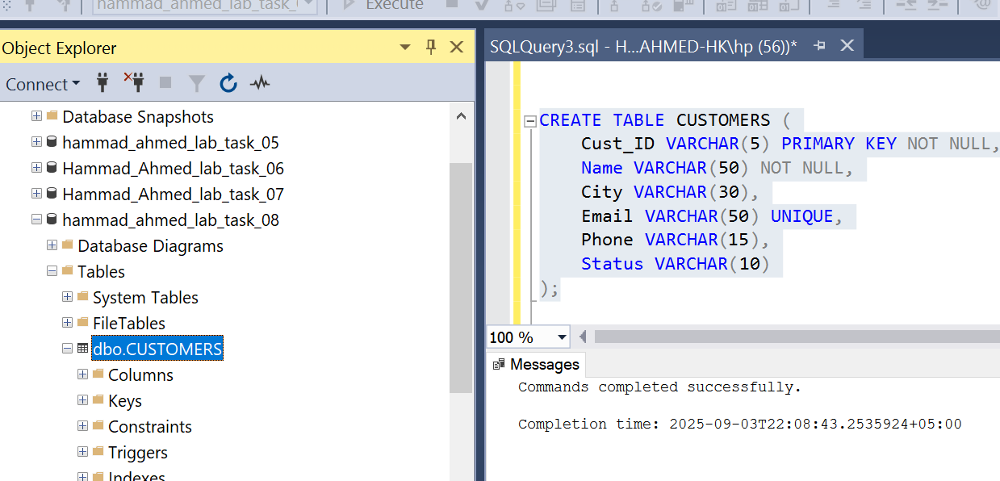 hammad_ahmed_lab_task_( Execute
Object Explorer
Connect
Database Snapshots
hammad_ahmed_lab_task_05
Hammad_Ahmed_lab_task_06
Hammad_Ahmed_lab_task_07
hammad_ahmed_lab_task_08
Database Diagrams
Tables
System Tables
FileTables
dbo.CUSTOMERS
Columns
Keys
Constraints
Triggers
Indexes
SQLQuery3.sql - H...AHMED-HK\hp (56))*
CREATE TABLE CUSTOMERS (
Cust_ID VARCHAR(5) PRIMARY KEY NOT NULL,
Name VARCHAR(50) NOT NULL,
City VARCHAR(30),
Email VARCHAR(50) UNIQUE,
Phone VARCHAR(15),
Status VARCHAR(10)
);
100 %
Messages
Commands completed successfully.
Completion time: 2025-09-03T22:08:43.2535924+05:00